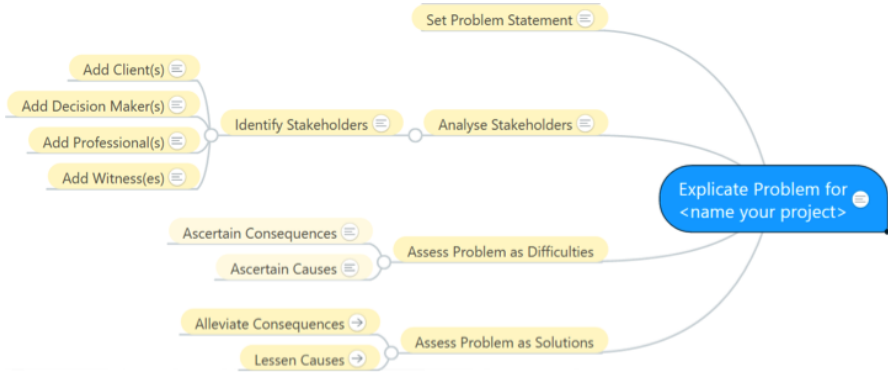 Set Problem Statement
Add Client(s)
Add Decision Maker(s)
Add Professional(s)
Add Witness(es)
Identify Stakeholders
Analyse Stakeholders
Explicate Problem for
<name your project>
Ascertain Consequences
Ascertain Causes
Assess Problem as Difficulties
Alleviate Consequences
Lessen Causes
Assess Problem as Solutions